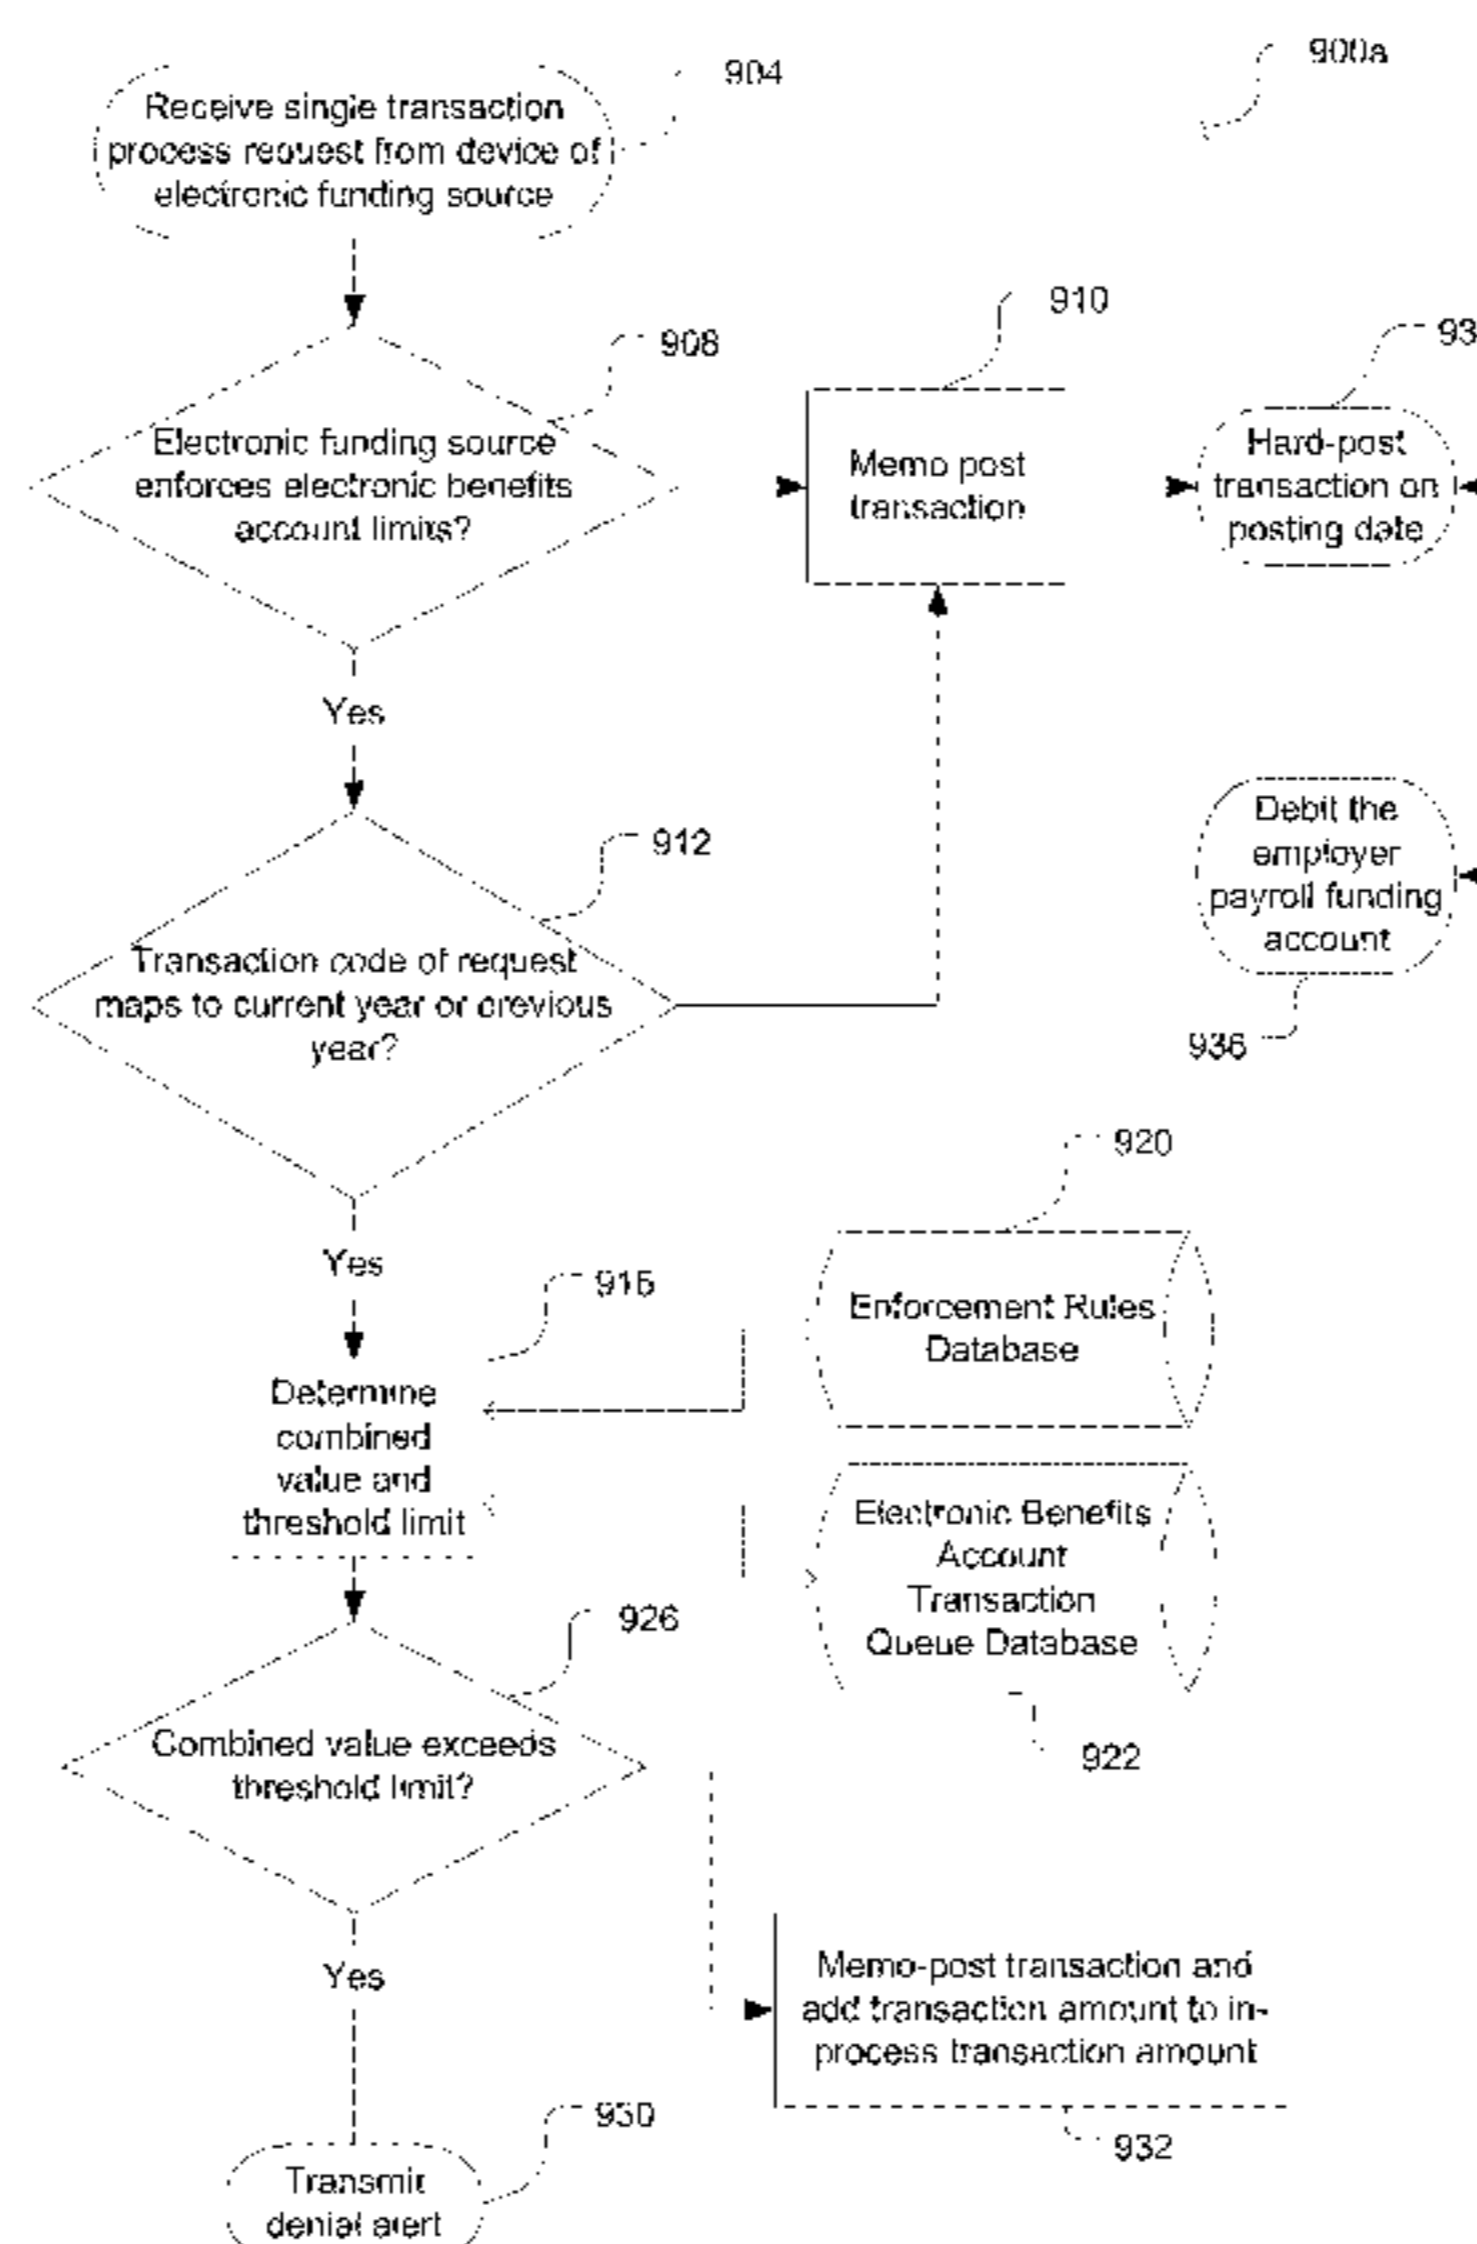 900a
904
Receive single transaction
process request from device of
electronic funding source
908
Electronic funding source
enforces electronic benefits
account limits?
910
Memo post
transaction
93
Hard-post
transaction on
posting date
Yes
912
Transaction code of request
maps to current year or previous
year?
Debit the
employer
payroll funding
account
936
Yes
916
Determine
combined
value and
threshold limit
920
Enforcement Rules
Database
Electronic Benefits
Account
Transaction
Queue Database
922
926
Combined value exceeds
threshold limit?
Yes
Memo-post transaction and
add transaction amount to in-
process transaction amount
932
930
Transmit
denial alert